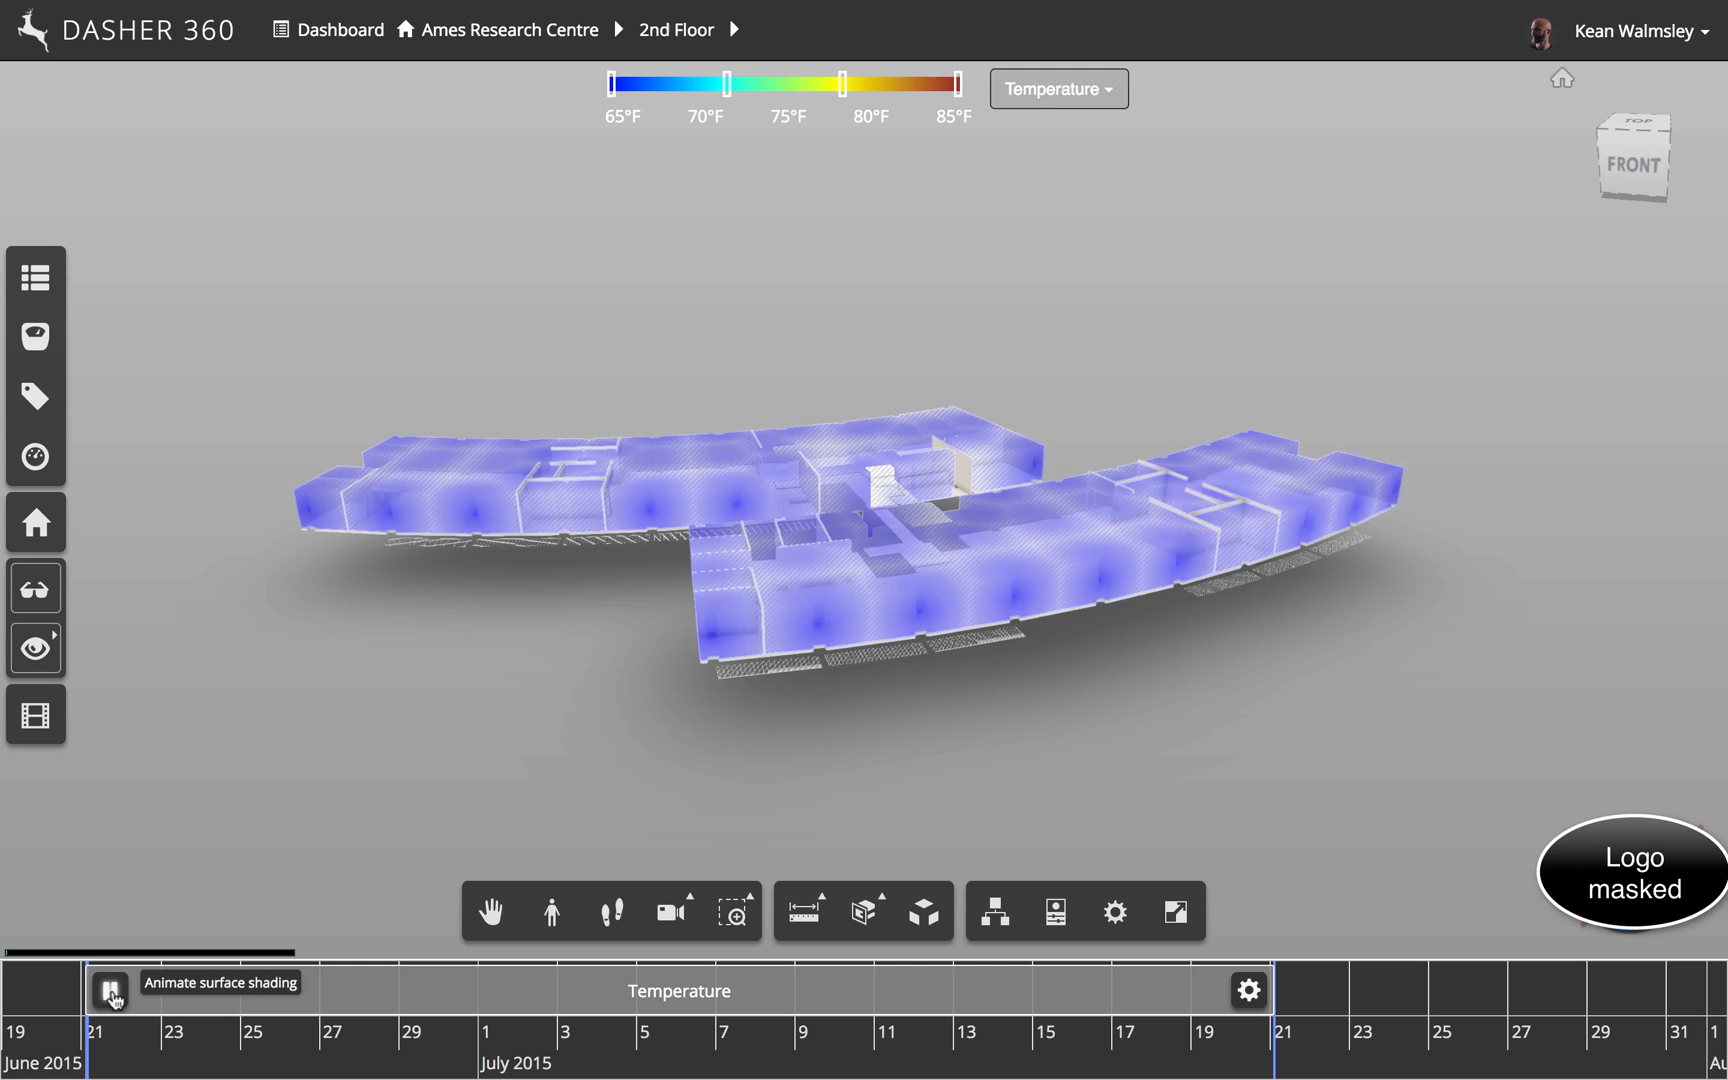 DASHER 360
Dashboard
Ames Research Centre
2nd Floor
Kean Walmsley
65°F 70°F 75°F 80°F 85°F
Temperature
TOP
FRONT
Logo
masked
Animate surface shading
Temperature
19 21 23 25 27 29 1 3 5 7 9 11 13 15 17 19 21 23 25 27 29 31 1
June 2015 July 2015 Au